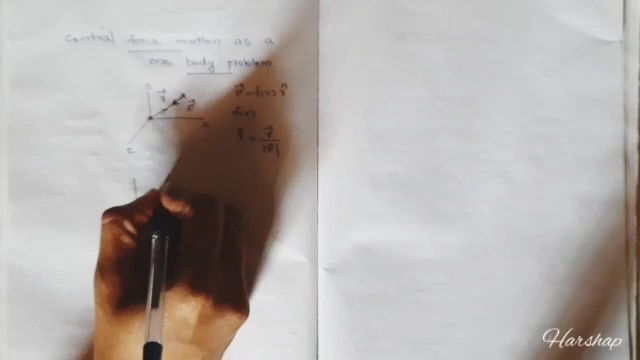 Central force motion as a
one body problem
r⃗
F⃗
x
F⃗ = f(r) r̂
f(r)
r̂ = r⃗ / |r⃗|
Harshap